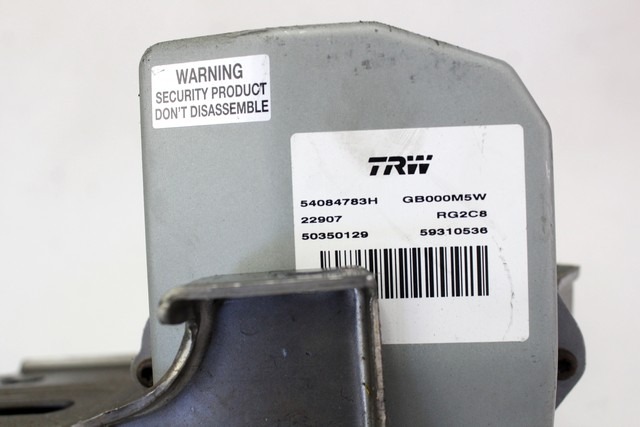 WARNING
SECURITY PRODUCT
DON'T DISASSEMBLE
TRW
54084783H GB000M5W
22907 RG2C8
50350129 59310536